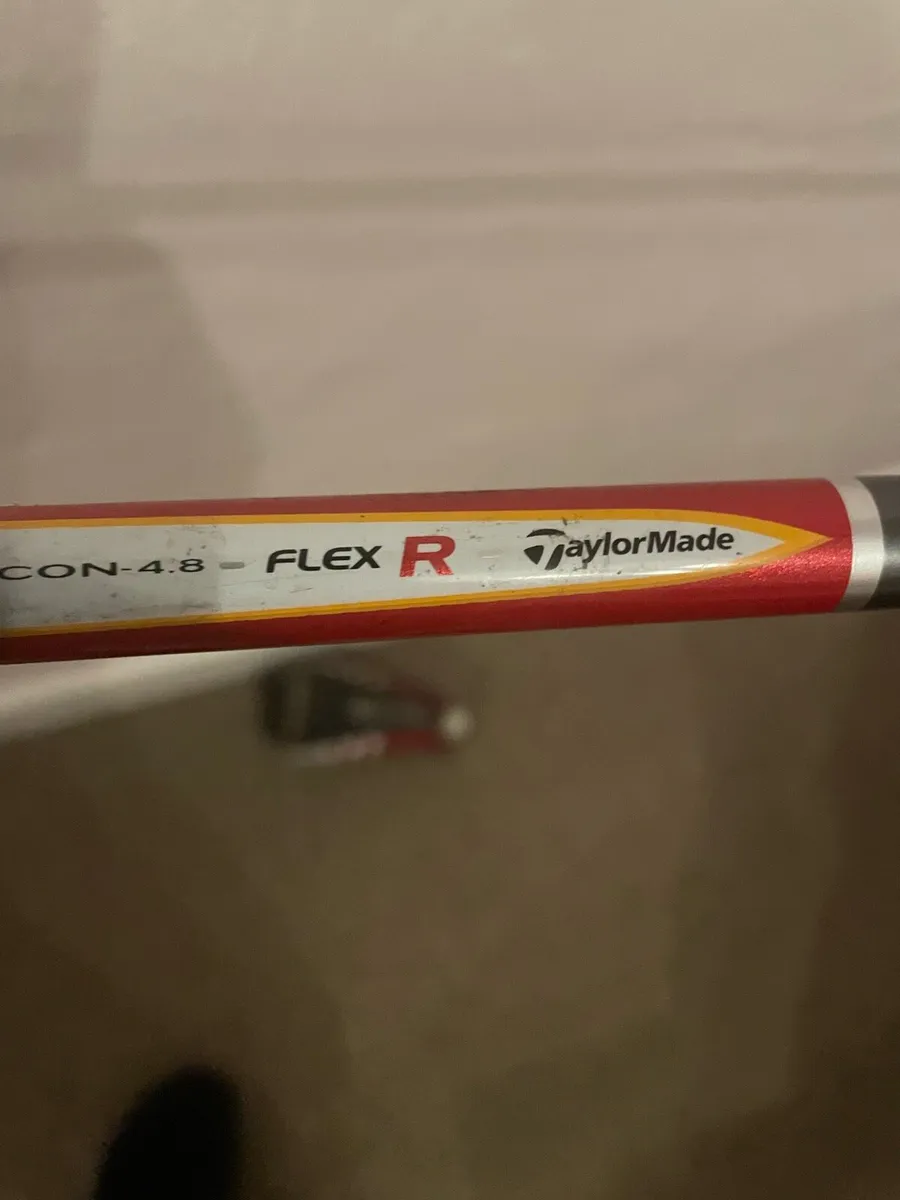 CON-4.8 - FLEX R - TaylorMade